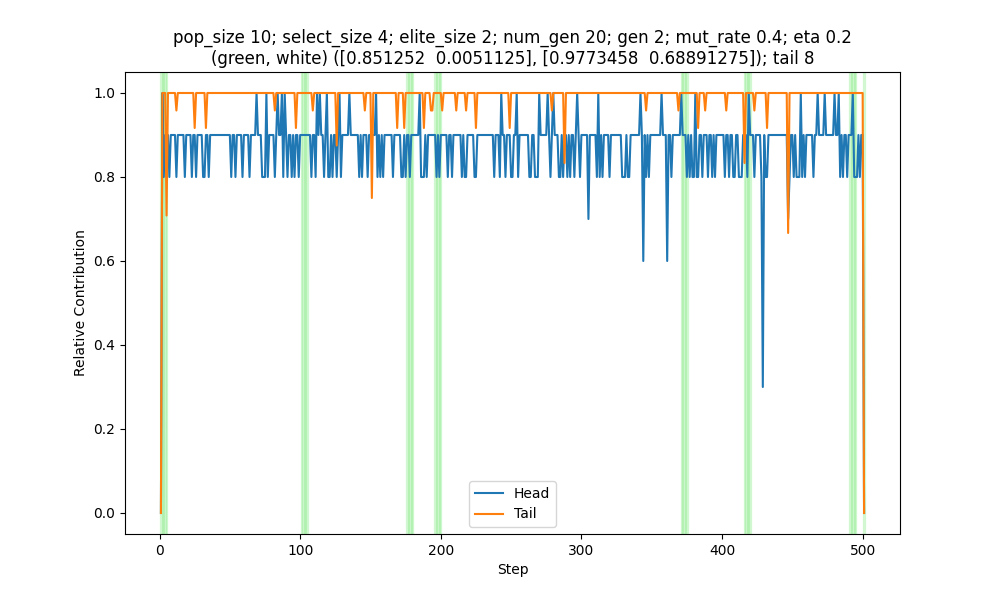 pop_size 10; select_size 4; elite_size 2; num_gen 20; gen 2; mut_rate 0.4; eta 0.2
(green, white) ([0.851252  0.0051125], [0.9773458  0.68891275]); tail 8
1.0
0.8
0.6
0.4
0.2
0.0
Relative Contribution
Head
Tail
0
100
200
300
400
500
Step